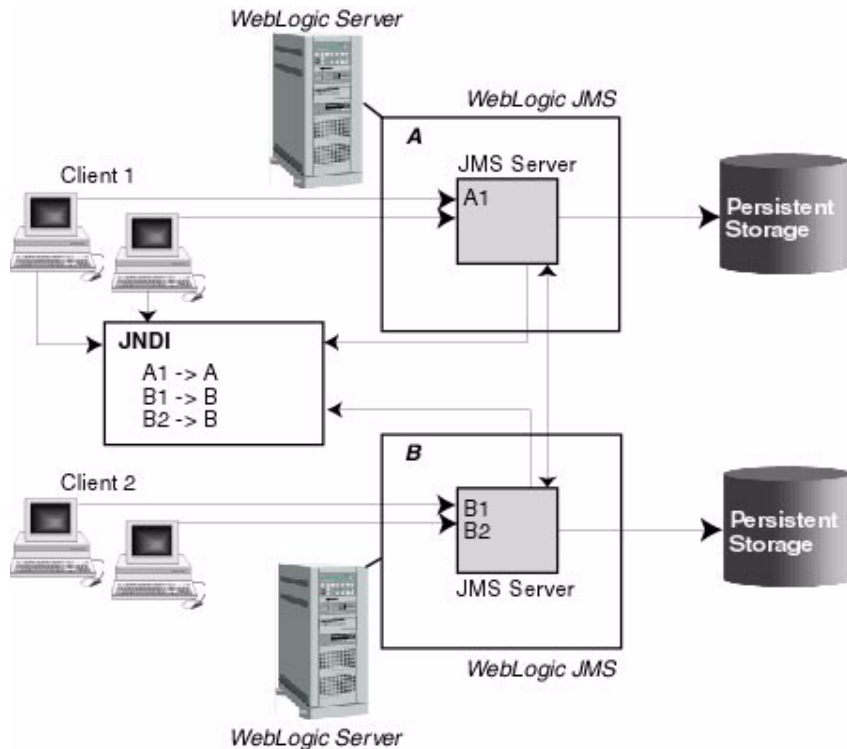 WebLogic Server
WebLogic JMS
A
JMS Server
Client 1
A1
Persistent
Storage
JNDI
A1 -> A
B1 -> B
B2 -> B
B
Client 2
B1
B2
Persistent
Storage
JMS Server
WebLogic JMS
WebLogic Server